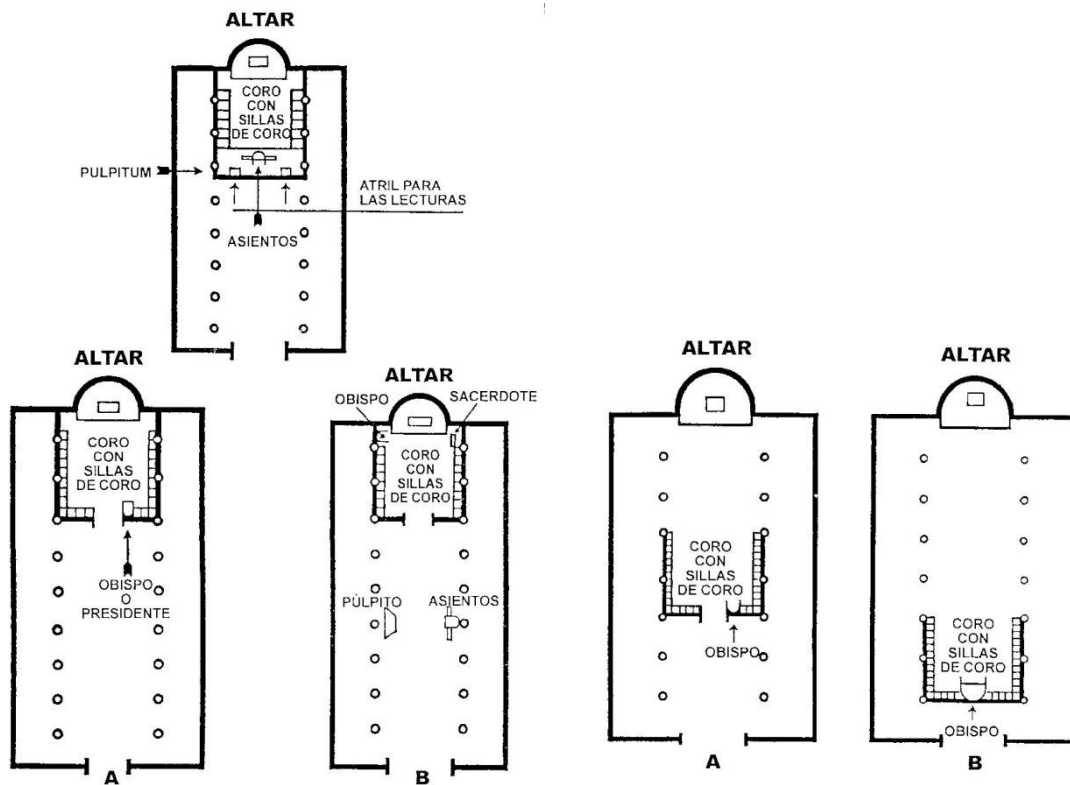 ALTAR
CORO
CON
SILLAS
DE CORO
PULPITUM
ATRIL PARA
LAS LECTURAS
ASIENTOS
ALTAR
CORO
CON
SILLAS
DE CORO
OBISPO
O
PRESIDENTE
A
ALTAR
OBISPO
SACERDOTE
CORO
CON
SILLAS
DE CORO
PÚLPITO
ASIENTOS
B
ALTAR
CORO
CON
SILLAS
DE CORO
OBISPO
A
ALTAR
CORO
CON
SILLAS
DE CORO
OBISPO
B